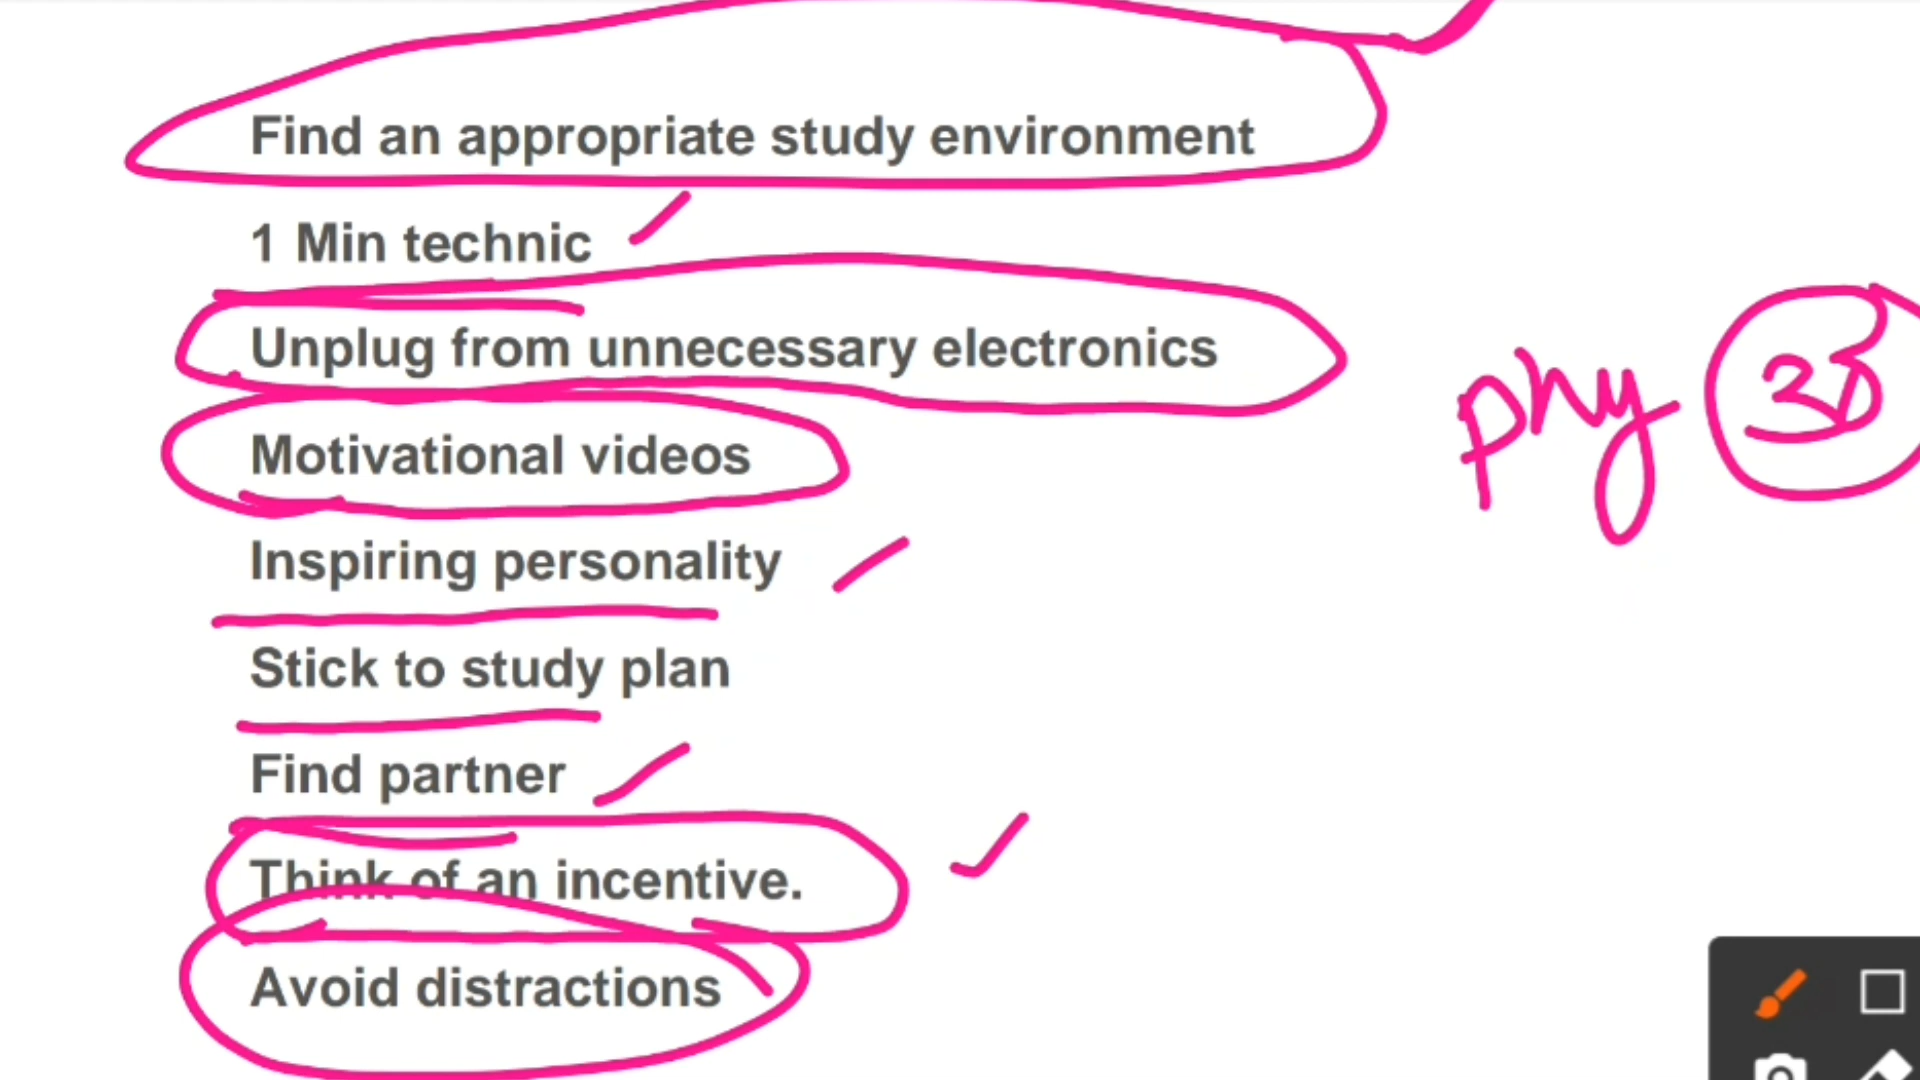 Find an appropriate study environment
1 Min technic
Unplug from unnecessary electronics
Motivational videos
Inspiring personality
Stick to study plan
Find partner
Think of an incentive.
Avoid distractions
phy